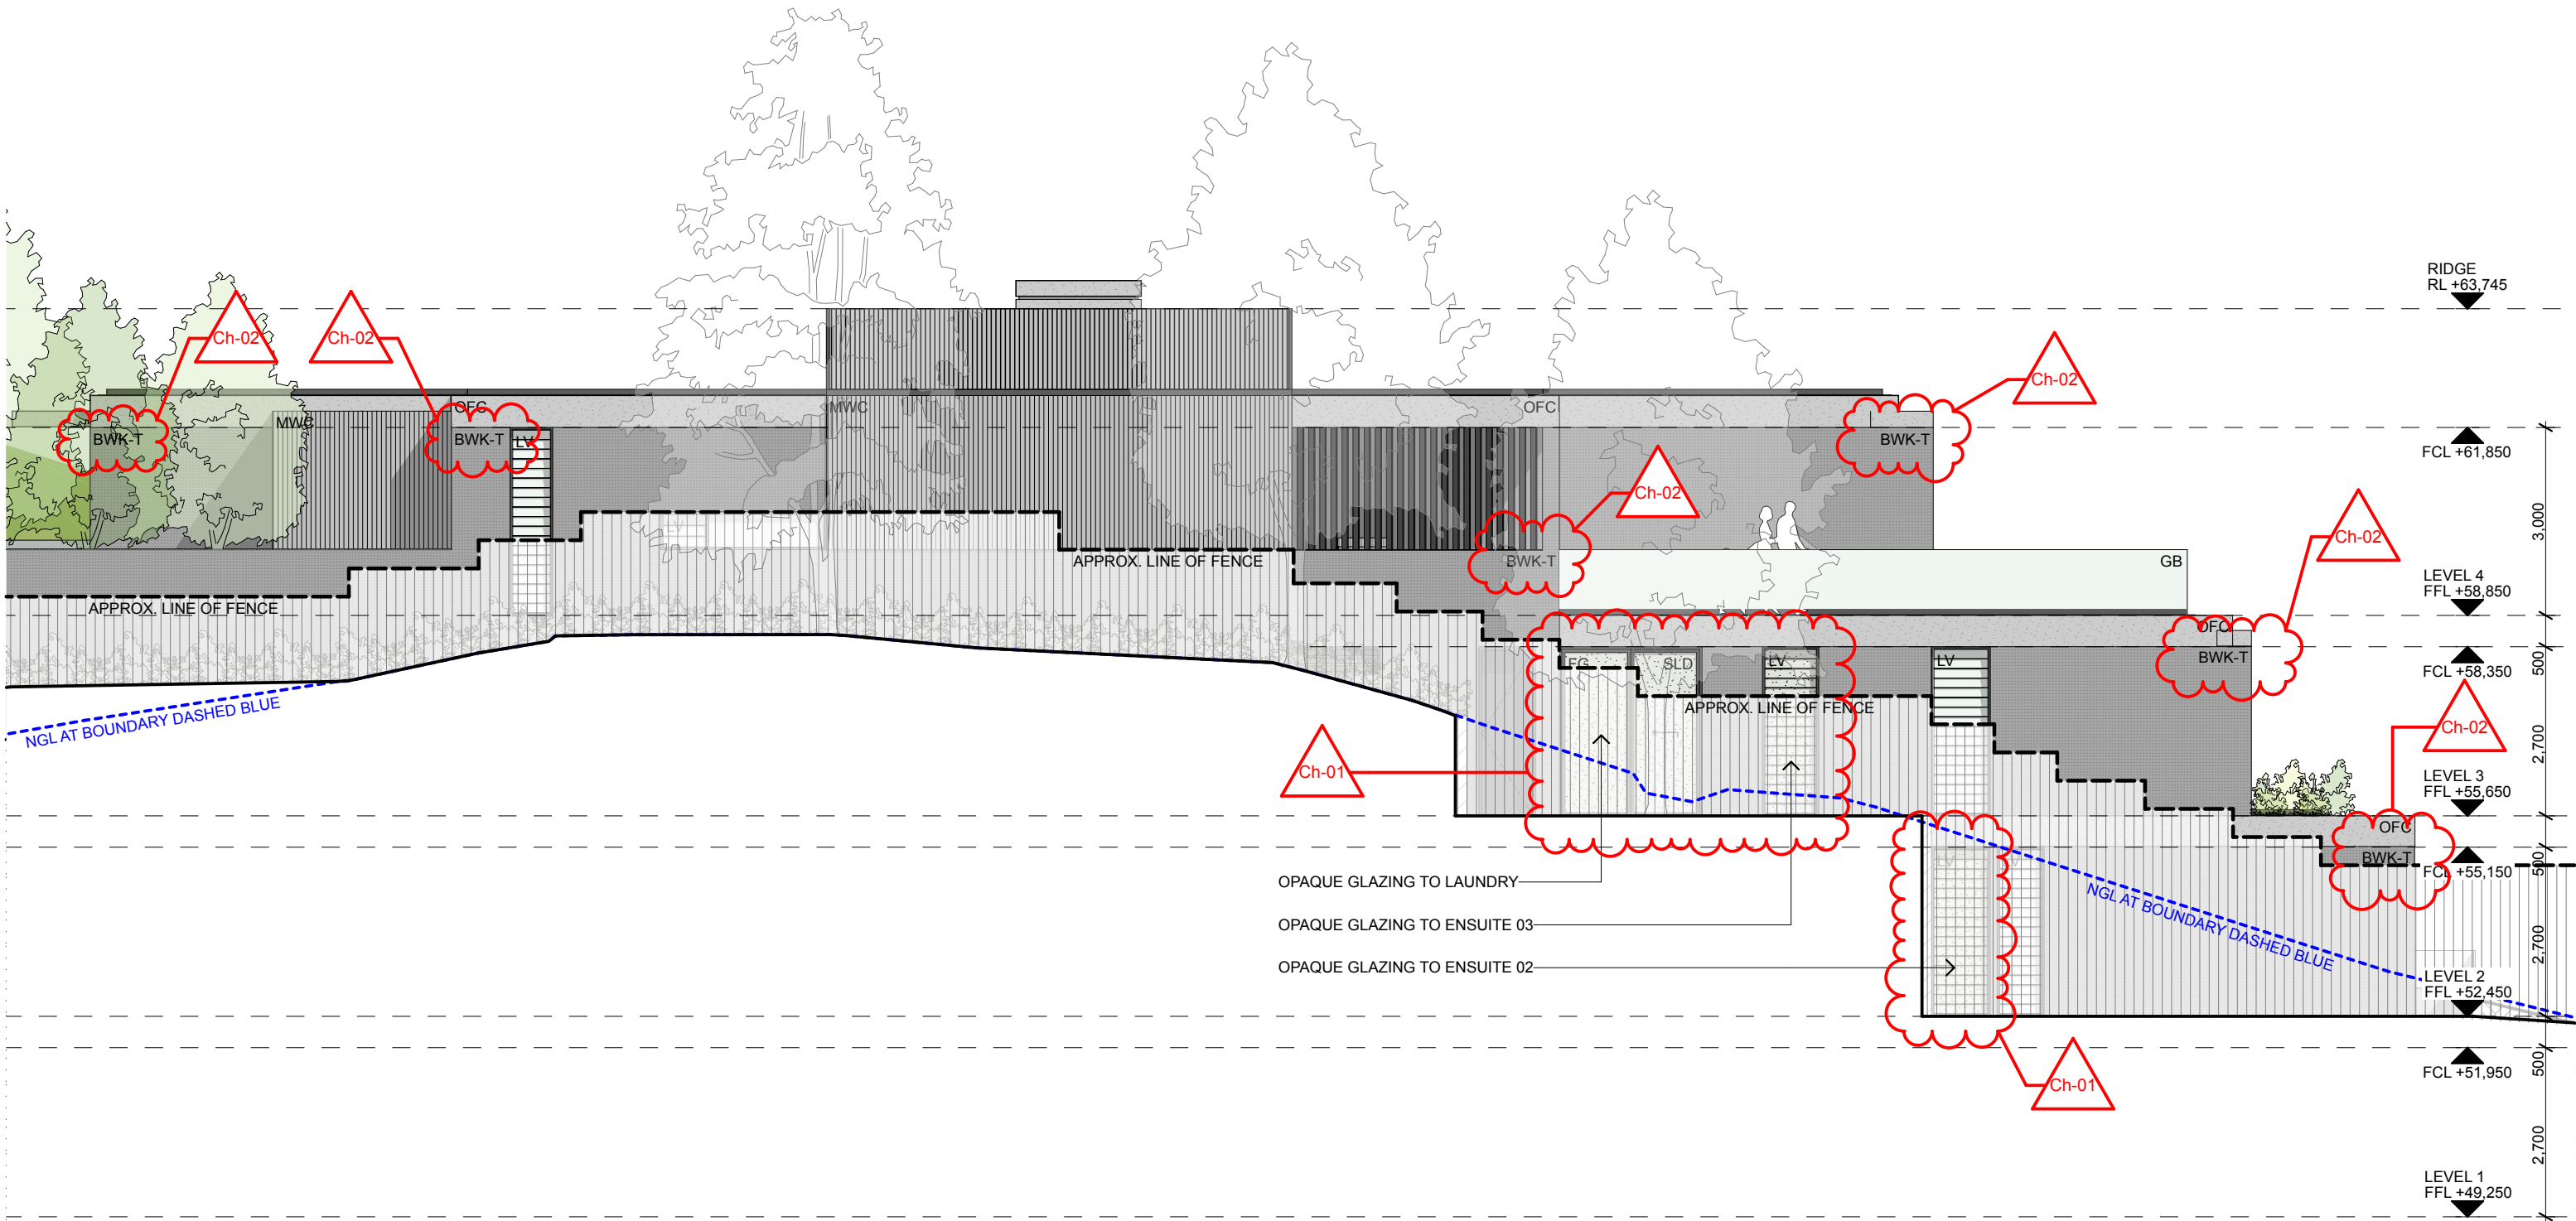 RIDGE
RL +63,745
Ch-02
Ch-02
Ch-02
OFC
MWC
OFC
MWC
BWK-T
BWK-T
LV
BWK-T
FCL +61,850
Ch-02
Ch-02
3,000
LV
APPROX. LINE OF FENCE
BWK-T
GB
LEVEL 4
FFL +58,850
APPROX. LINE OF FENCE
OFC
BWK-T
FG
SLD
LV
LV
FCL +58,350
500
NGL AT BOUNDARY DASHED BLUE
APPROX. LINE OF FENCE
Ch-02
2,700
Ch-01
LEVEL 3
FFL +55,650
OFC
BWK-T
LV
FCL +55,150
500
OPAQUE GLAZING TO LAUNDRY
OPAQUE GLAZING TO ENSUITE 03
OPAQUE GLAZING TO ENSUITE 02
NGL AT BOUNDARY DASHED BLUE
2,700
LEVEL 2
FFL +52,450
FCL +51,950
500
Ch-01
2,700
LEVEL 1
FFL +49,250